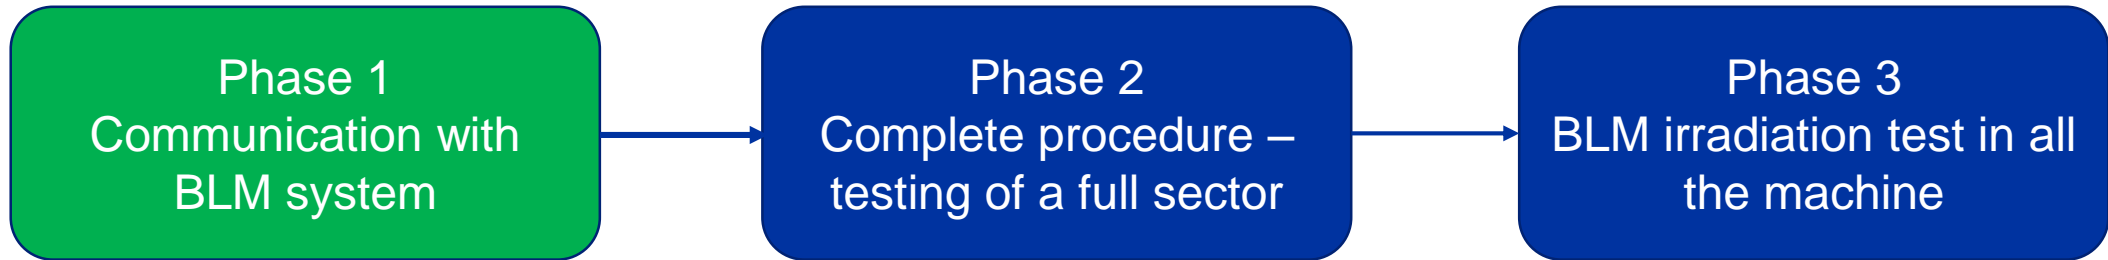 Phase 1
Communication with
BLM system
Phase 2
Complete procedure –
testing of a full sector
Phase 3
BLM irradiation test in all
the machine